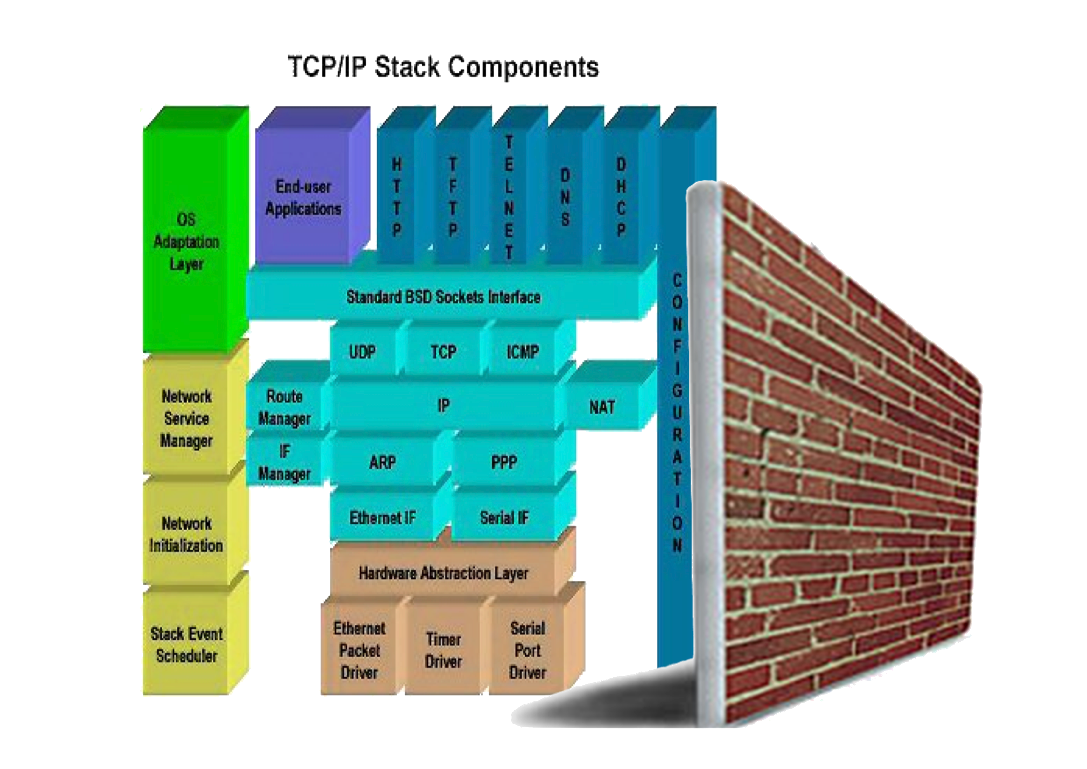 TCP/IP Stack Components
OS
Adaptation
Layer
End-user
Applications
HTTP
TFTP
TELNET
DNS
DHCP
CONFIGURATION
Standard BSD Sockets Interface
UDP
TCP
ICMP
Network
Service
Manager
Route
Manager
IP
NAT
IF
Manager
ARP
PPP
Network
Initialization
Ethernet IF
Serial IF
Hardware Abstraction Layer
Stack Event
Scheduler
Ethernet
Packet
Driver
Timer
Driver
Serial
Port
Driver